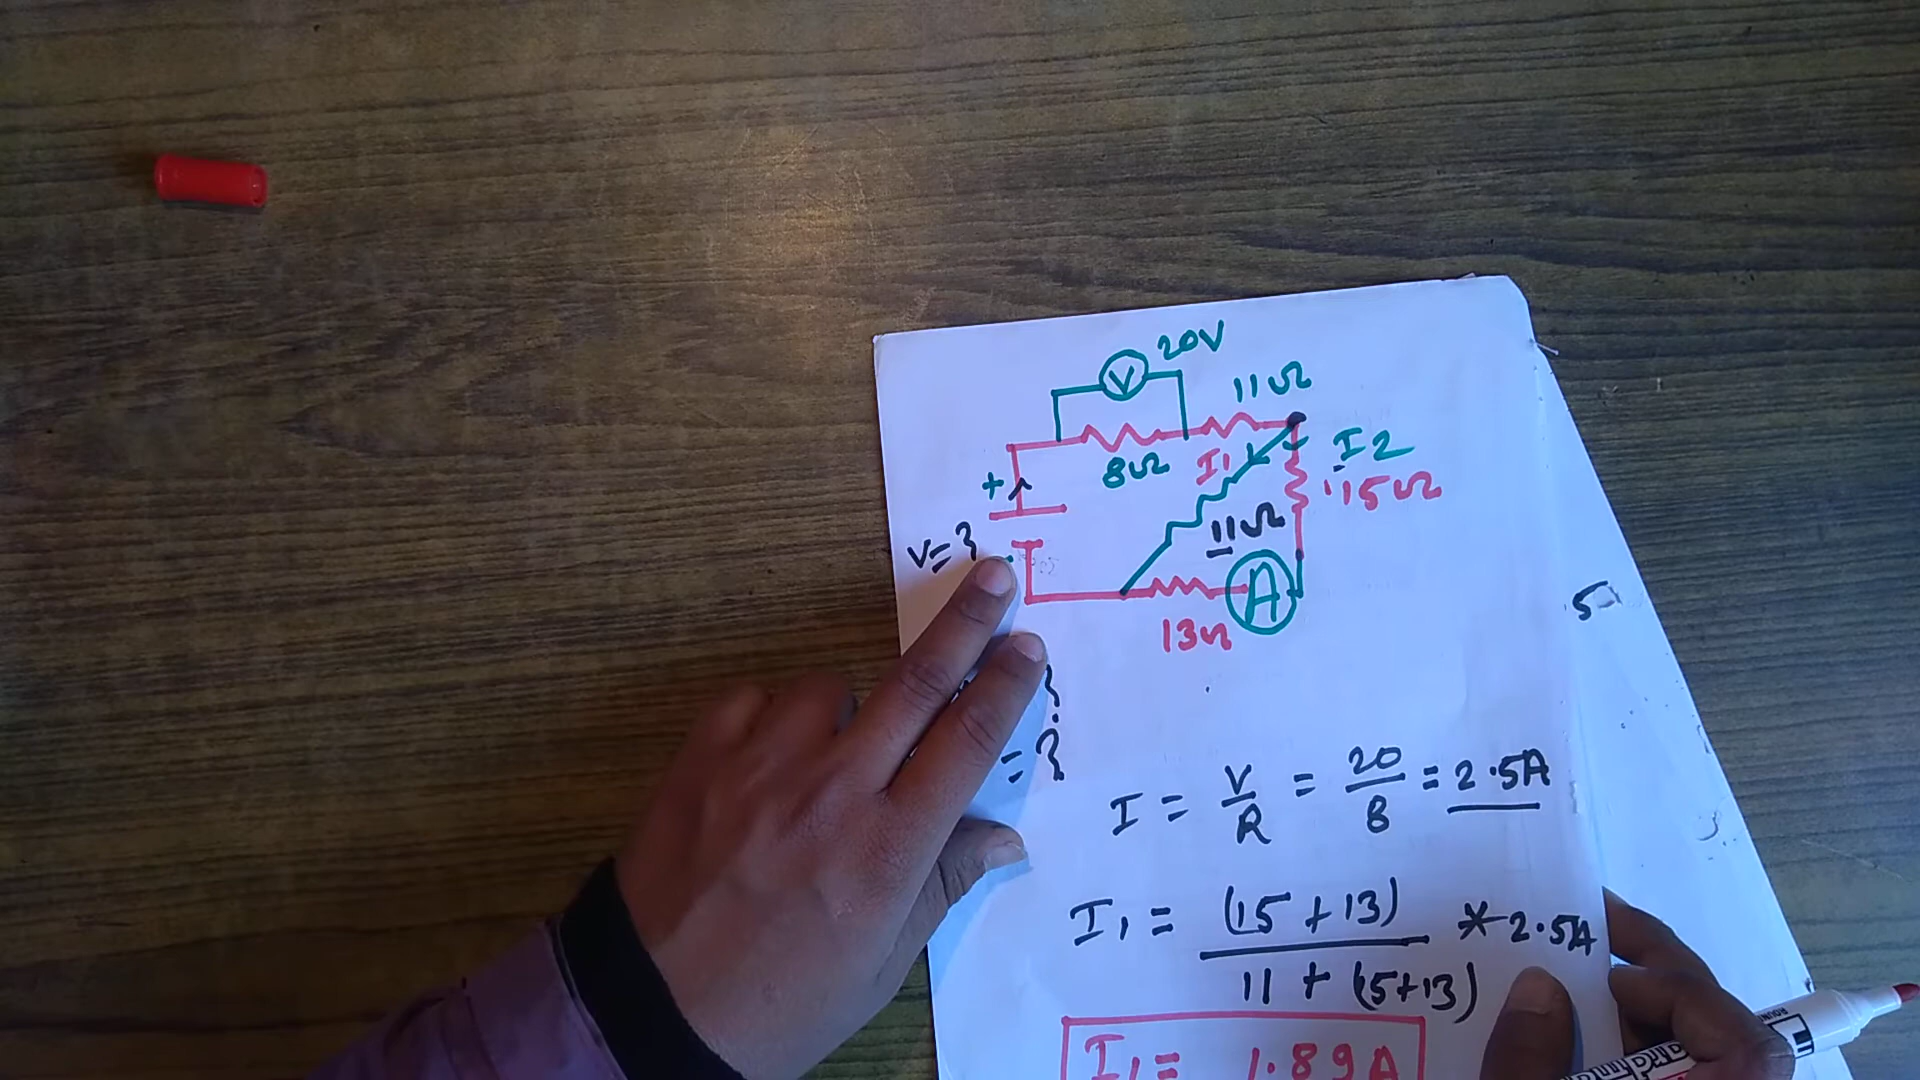 20V
V
11Ω
+
8Ω
I1
I2
15Ω
V=?
11Ω
A
13Ω
5
?
=?
I = V/R = 20/8 = 2.5A
I1 = (15+13) * 2.5A
11 + (15+13)
I1 = 1.89A